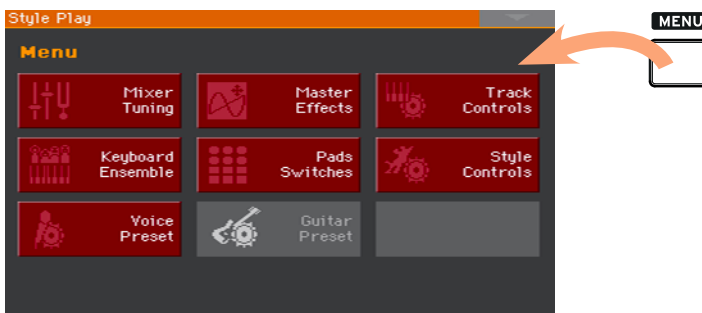 Style Play
MENU
Menu
Mixer
Tuning
Master
Effects
Track
Controls
Keyboard
Ensemble
Pads
Switches
Style
Controls
Voice
Preset
Guitar
Preset